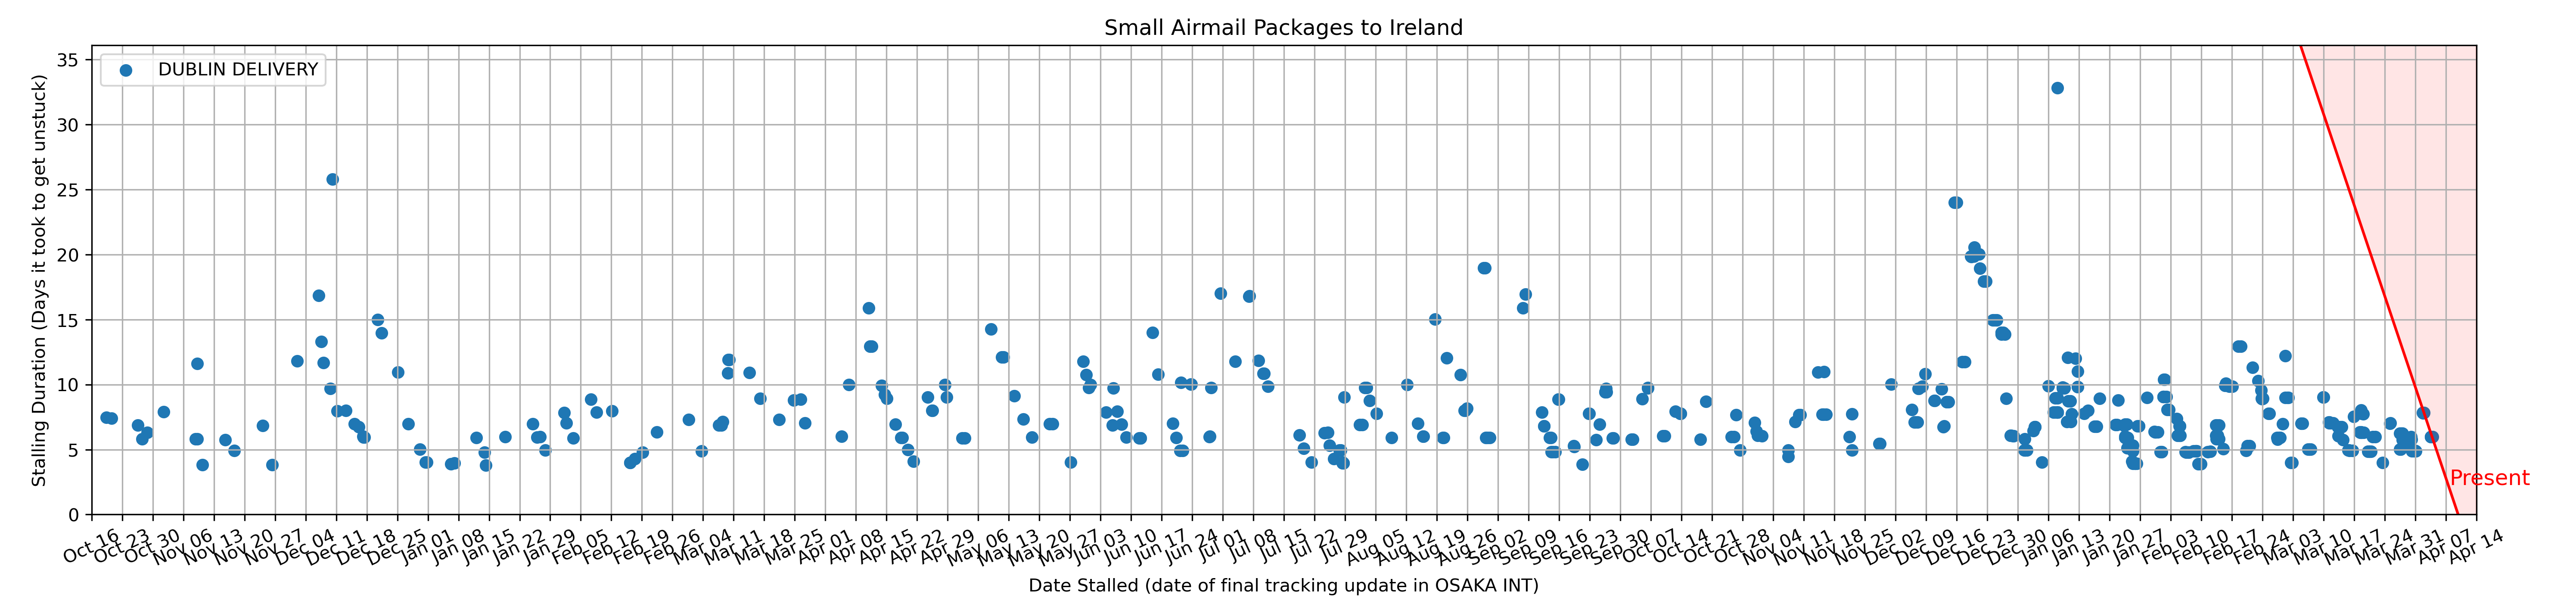 Small Airmail Packages to Ireland
DUBLIN DELIVERY
Stalling Duration (Days it took to get unstuck)
35
30
25
20
15
10
5
0
Present
Oct 16
Oct 23
Oct 30
Nov 06
Nov 13
Nov 20
Nov 27
Dec 04
Dec 11
Dec 18
Dec 25
Jan 01
Jan 08
Jan 15
Jan 22
Jan 29
Feb 05
Feb 12
Feb 19
Feb 26
Mar 04
Mar 11
Mar 18
Mar 25
Apr 01
Apr 08
Apr 15
Apr 22
Apr 29
May 06
May 13
May 20
May 27
Jun 03
Jun 10
Jun 17
Jun 24
Jul 01
Jul 08
Jul 15
Jul 22
Jul 29
Aug 05
Aug 12
Aug 19
Aug 26
Sep 02
Sep 09
Sep 16
Sep 23
Sep 30
Oct 07
Oct 14
Oct 21
Oct 28
Nov 04
Nov 11
Nov 18
Nov 25
Dec 02
Dec 09
Dec 16
Dec 23
Dec 30
Jan 06
Jan 13
Jan 20
Jan 27
Feb 03
Feb 10
Feb 17
Feb 24
Mar 03
Mar 10
Mar 17
Mar 24
Mar 31
Apr 07
Apr 14
Date Stalled (date of final tracking update in OSAKA INT)